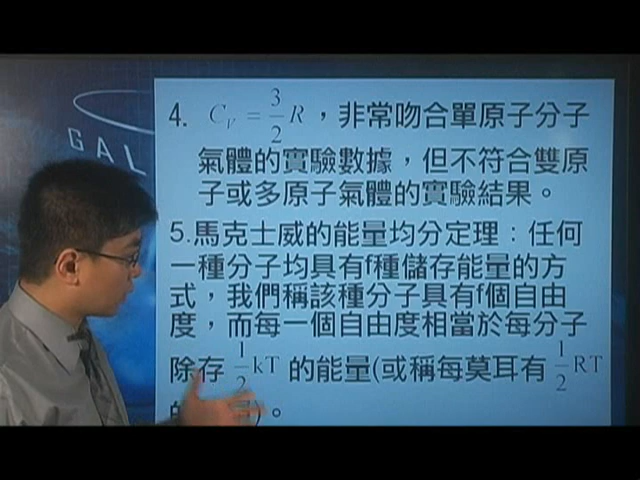 GAL
4. C_V = 3/2 R，非常吻合單原子分子
氣體的實驗數據，但不符合雙原
子或多原子氣體的實驗結果。
5.馬克士威的能量均分定理：任何
一種分子均具有f種儲存能量的方
式，我們稱該種分子具有f個自由
度，而每一個自由度相當於每分子
除存 1/2 kT 的能量(或稱每莫耳有 1/2 RT
的)。